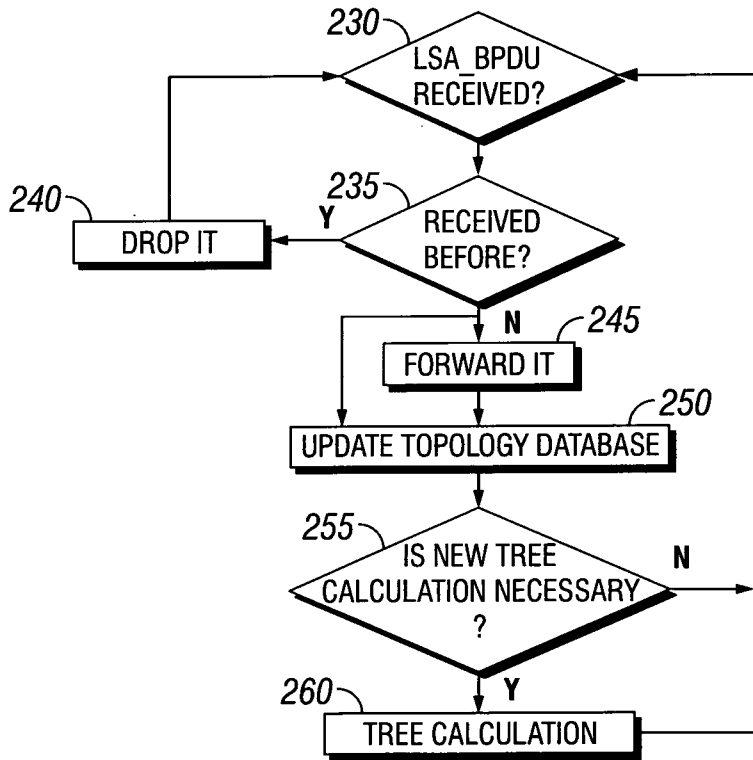 230
LSA_BPDU
RECEIVED?
235
240
Y
RECEIVED
BEFORE?
DROP IT
N
245
FORWARD IT
250
UPDATE TOPOLOGY DATABASE
255
IS NEW TREE
CALCULATION NECESSARY
?
N
Y
260
TREE CALCULATION